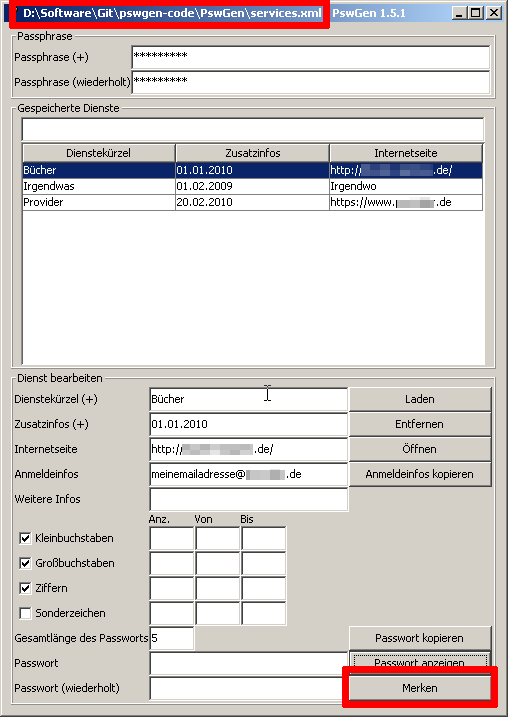 D:\Software\Git\pswgen-code\PswGen\services.xml PswGen 1.5.1
Passphrase
Passphrase (+) *********
Passphrase (wiederholt) *********
Gespeicherte Dienste
Dienstekürzel Zusatzinfos Internetseite
Bücher 01.01.2010 http:/ .de/
Irgendwas 01.02.2009 Irgendwo
Provider 20.02.2010 https://www. r.de
Dienst bearbeiten
Dienstekürzel (+) Bücher Laden
Zusatzinfos (+) 01.01.2010 Entfernen
Internetseite http:/ .de/ Öffnen
Anmeldeinfos meinemailadresse@ .de Anmeldeinfos kopieren
Weitere Infos
Anz. Von Bis
Kleinbuchstaben
Großbuchstaben
Ziffern
Sonderzeichen
Gesamtlänge des Passworts 5 Passwort kopieren
Passwort Passwort anzeigen
Passwort (wiederholt) Merken